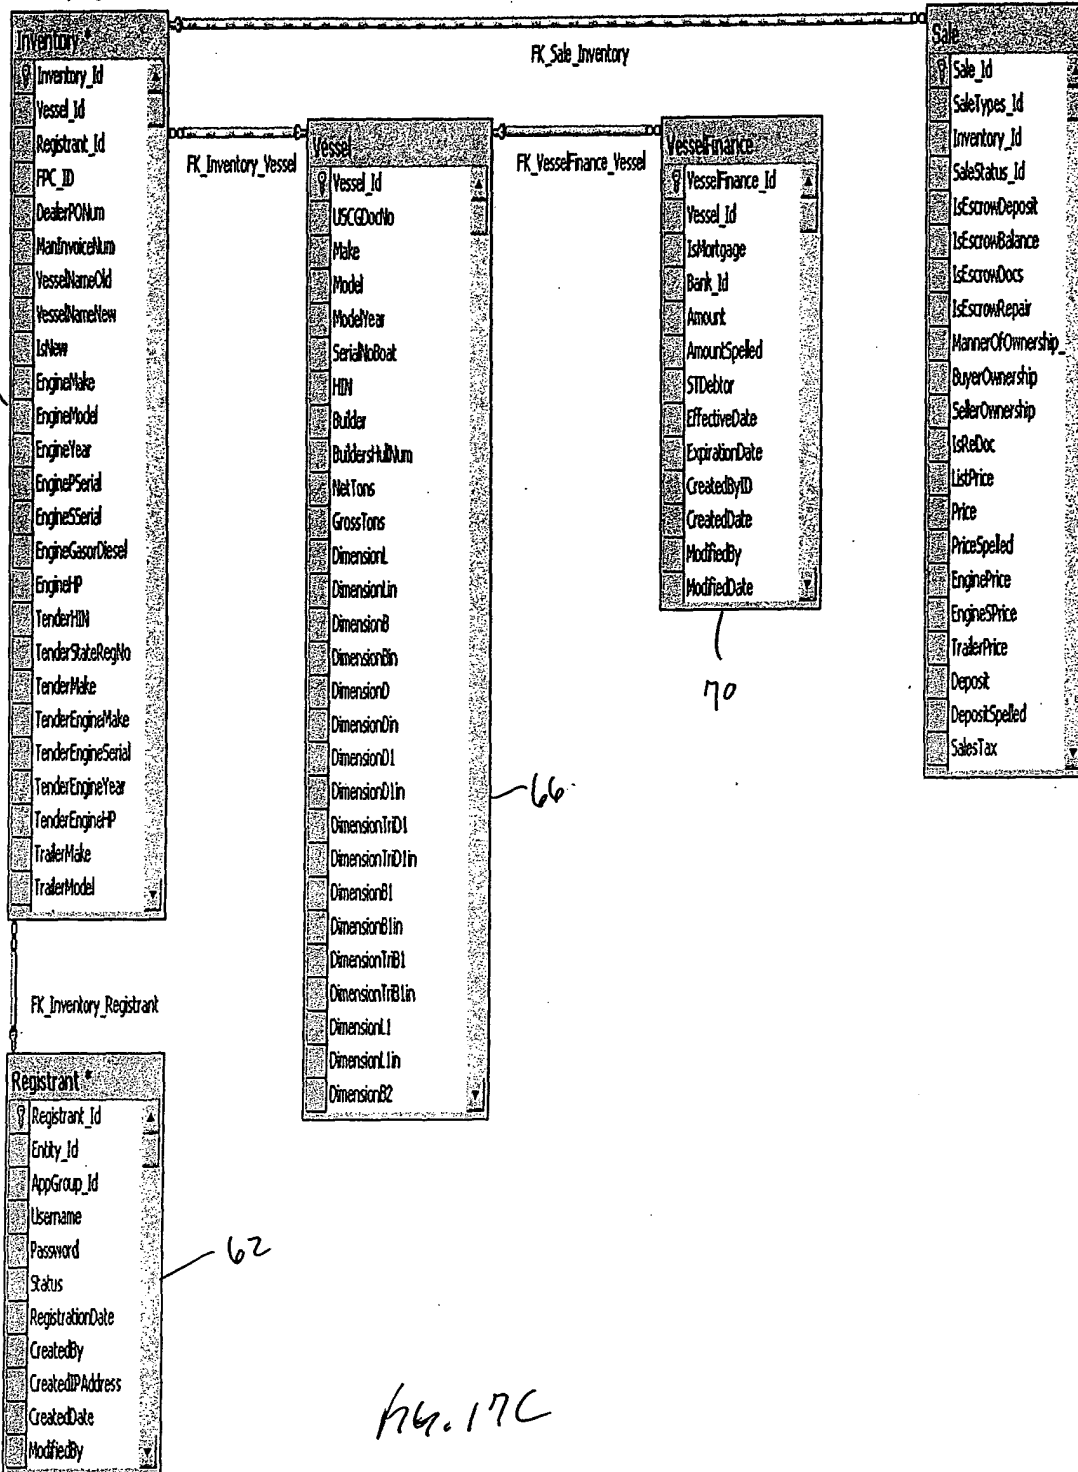 Inventory *
Inventory_Id
Vessel_Id
Registrant_Id
FPC_ID
DealerPONum
ManInvoiceNum
VesselNameOld
VesselNameNew
IsNew
EngineMake
EngineModel
EngineYear
EnginePSerial
EngineSSerial
EngineGasorDiesel
EngineHP
TenderHIN
TenderStateRegNo
TenderMake
TenderEngineMake
TenderEngineSerial
TenderEngineYear
TenderEngineHP
TrailerMake
TrailerModel
FK_Sale_Inventory
FK_Inventory_Vessel
Vessel
Vessel_Id
USCGDocNo
Make
Model
ModelYear
SerialNoBoat
HIN
Builder
BuildersHullNum
NetTons
GrossTons
DimensionL
DimensionLin
DimensionB
DimensionBin
DimensionD
DimensionDin
DimensionD1
DimensionD1in
DimensionTriD1
DimensionTriD1in
DimensionB1
DimensionB1in
DimensionTriB1
DimensionTriB1in
DimensionL1
DimensionL1in
DimensionB2
66
FK_VesselFinance_Vessel
VesselFinance
VesselFinance_Id
Vessel_Id
IsMortgage
Bank_Id
Amount
AmountSpelled
STDebtor
EffectiveDate
ExpirationDate
CreatedByID
CreatedDate
ModifiedBy
ModifiedDate
70
Sale
Sale_Id
SaleTypes_Id
Inventory_Id
SaleStatus_Id
IsEscrowDeposit
IsEscrowBalance
IsEscrowDocs
IsEscrowRepair
MannerOfOwnership_
BuyerOwnership
SellerOwnership
IsReDoc
ListPrice
Price
PriceSpelled
EnginePrice
EngineSPrice
TrailerPrice
Deposit
DepositSpelled
SalesTax
FK_Inventory_Registrant
Registrant *
Registrant_Id
Entity_Id
AppGroup_Id
Username
Password
Status
RegistrationDate
CreatedBy
CreatedIPAddress
CreatedDate
ModifiedBy
62
FIG. 17C